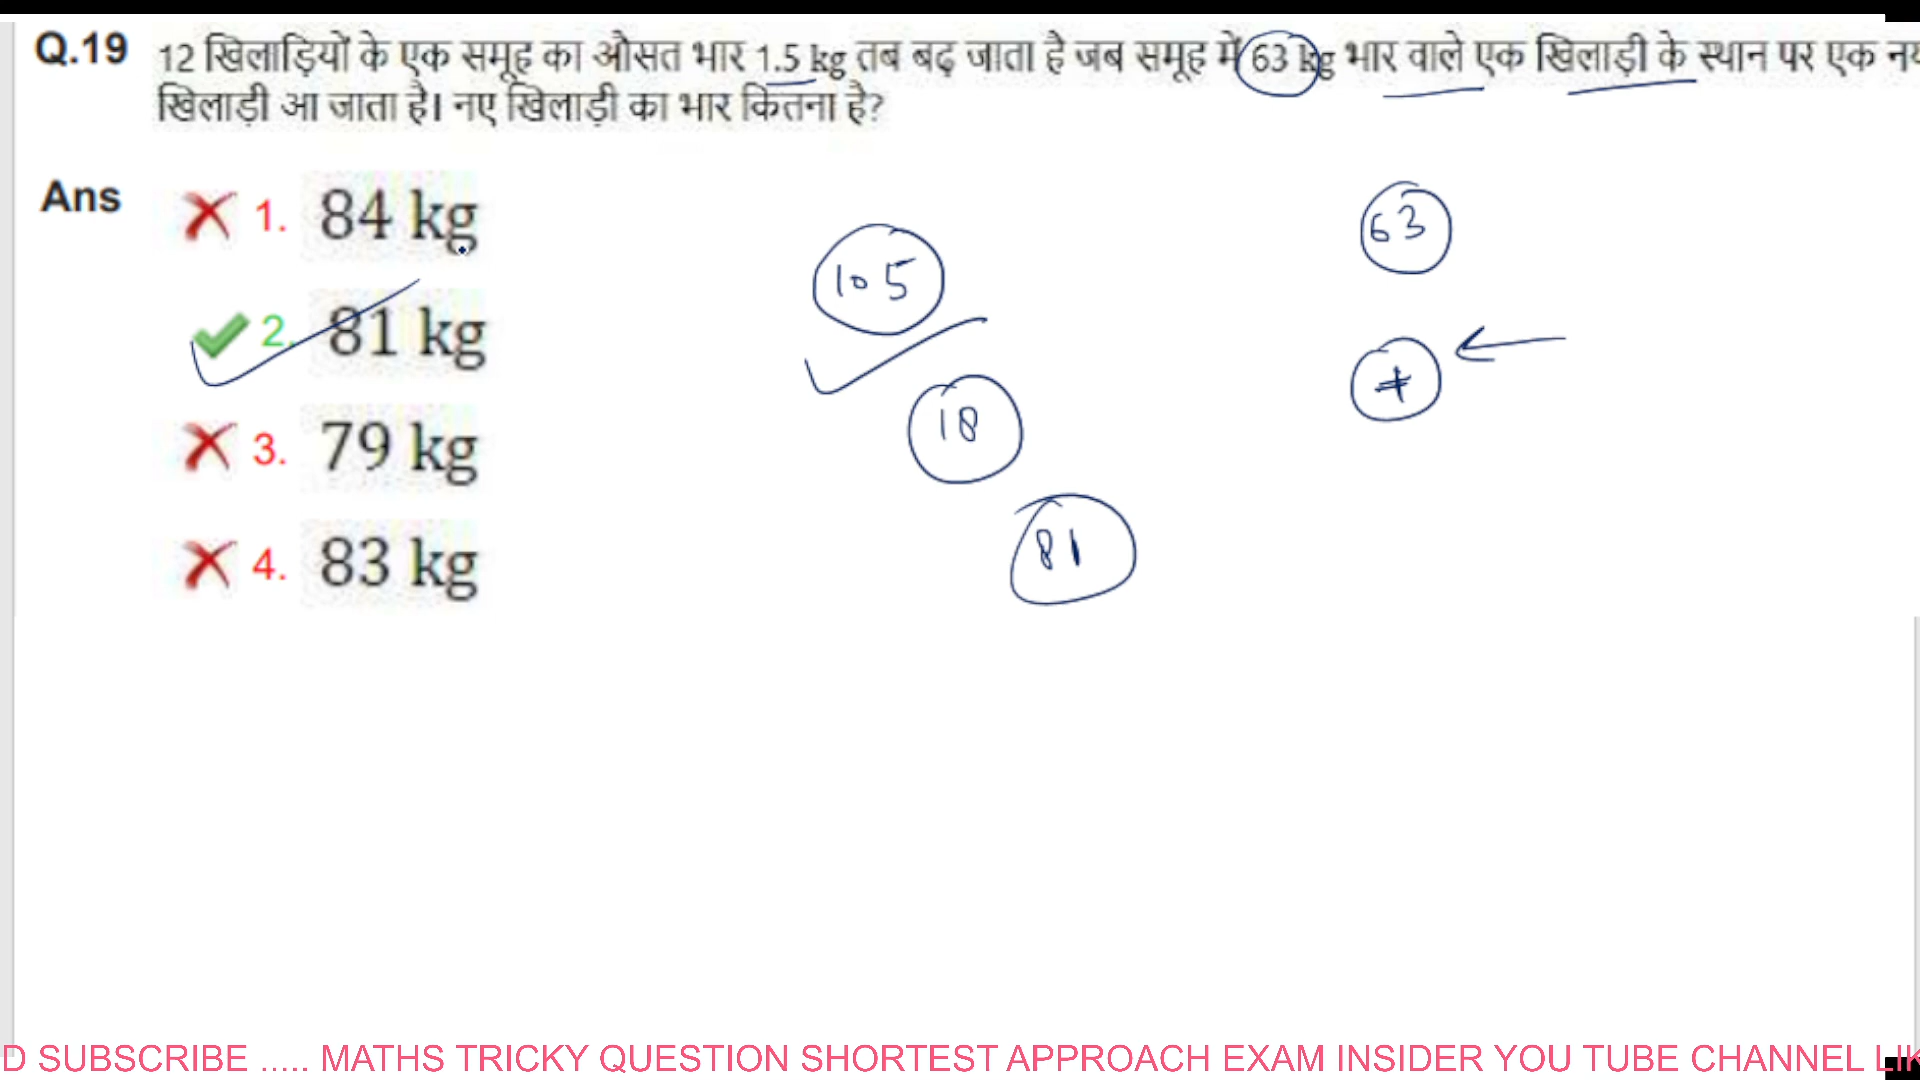 Q.19 12 खिलाड़ियों के एक समूह का औसत भार 1.5 kg तब बढ़ जाता है जब समूह में 63 kg भार वाले एक खिलाड़ी के स्थान पर एक
खिलाड़ी आ जाता है। नए खिलाड़ी का भार कितना है?
Ans
1. 84 kg
2. 81 kg
3. 79 kg
4. 83 kg
63
105
18
81
D SUBSCRIBE ..... MATHS TRICKY QUESTION SHORTEST APPROACH EXAM INSIDER YOU TUBE CHANNEL LIK